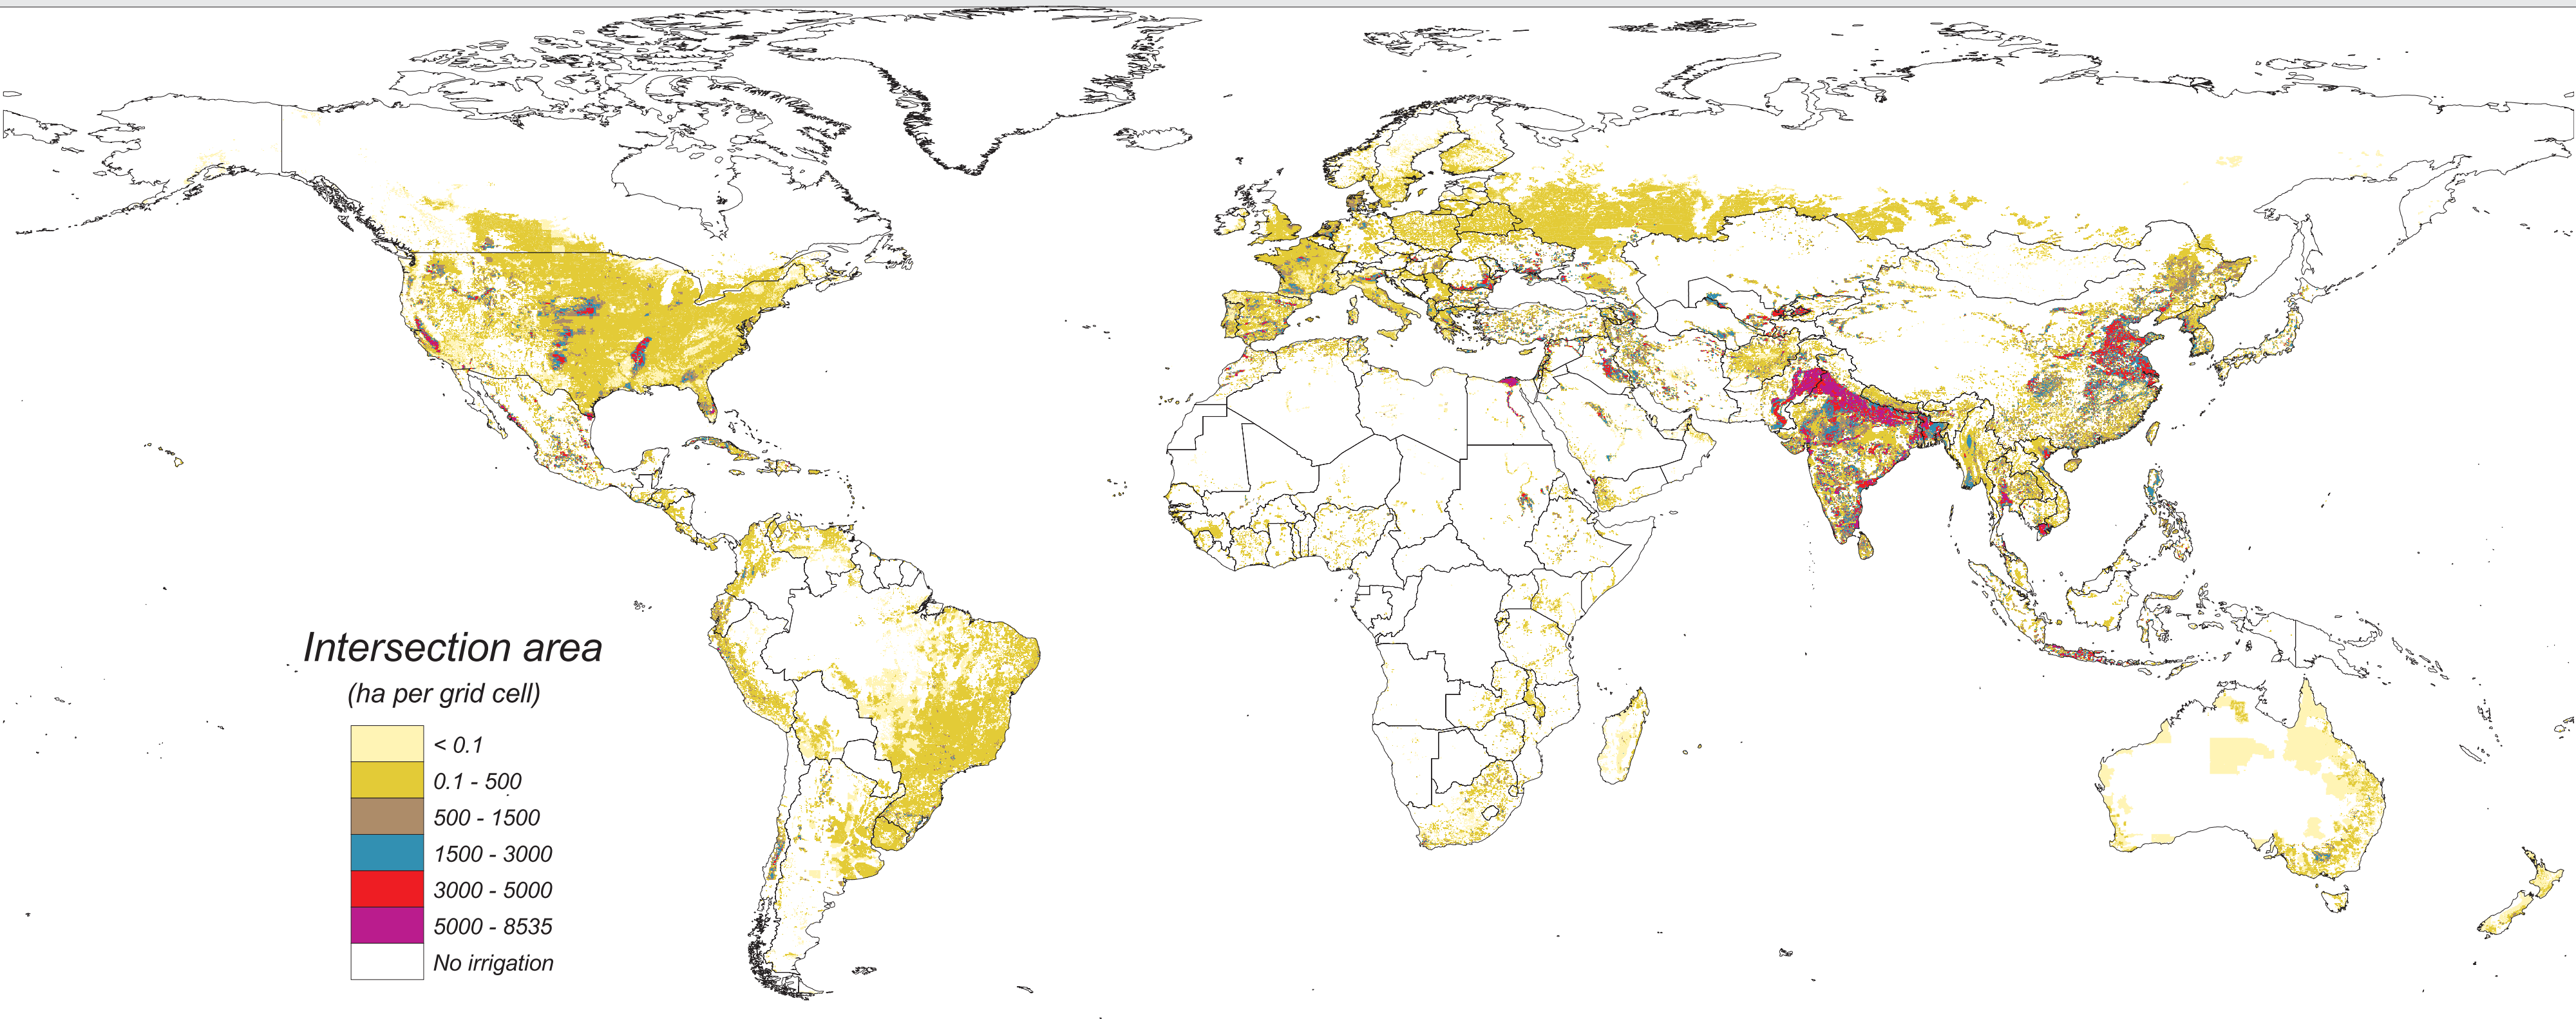 Intersection area
(ha per grid cell)
< 0.1
0.1 - 500
500 - 1500
1500 - 3000
3000 - 5000
5000 - 8535
No irrigation